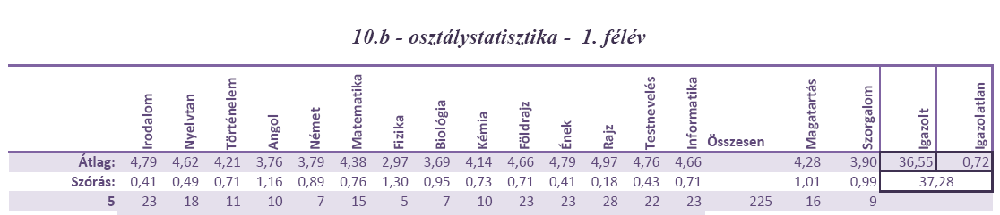 10.b - osztálystatisztika - 1. félév
Irodalom Nyelvtan Történelem Angol Német Matematika Fizika Biológia Kémia Földrajz Ének Rajz Testnevelés Informatika Összesen Magatartás Szorgalom Igazolt Igazolatlan
Átlag: 4,79 4,62 4,21 3,76 3,79 4,38 2,97 3,69 4,14 4,66 4,79 4,97 4,76 4,66 4,28 3,90 36,55 0,72
Szórás: 0,41 0,49 0,71 1,16 0,89 0,76 1,30 0,95 0,73 0,71 0,41 0,18 0,43 0,71 1,01 0,99 37,28
5 23 18 11 10 7 15 5 7 10 23 23 28 22 23 225 16 9